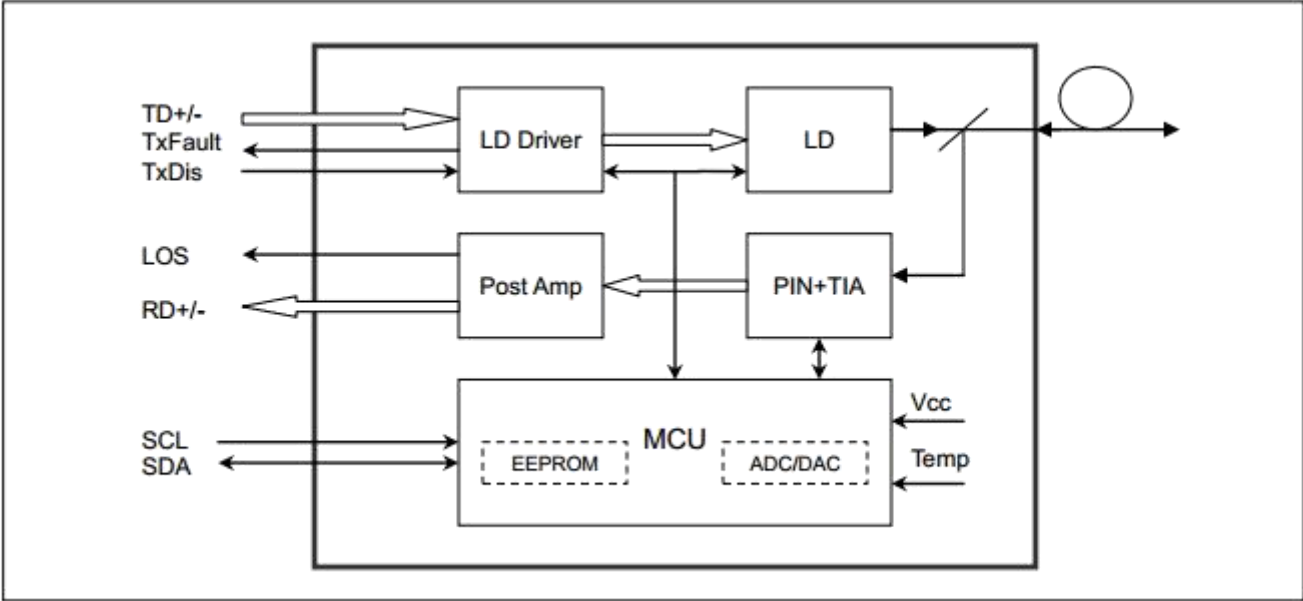 TD+/-
TxFault
TxDis
LD Driver
LD
LOS
RD+/-
Post Amp
PIN+TIA
SCL
SDA
MCU
EEPROM
ADC/DAC
Vcc
Temp